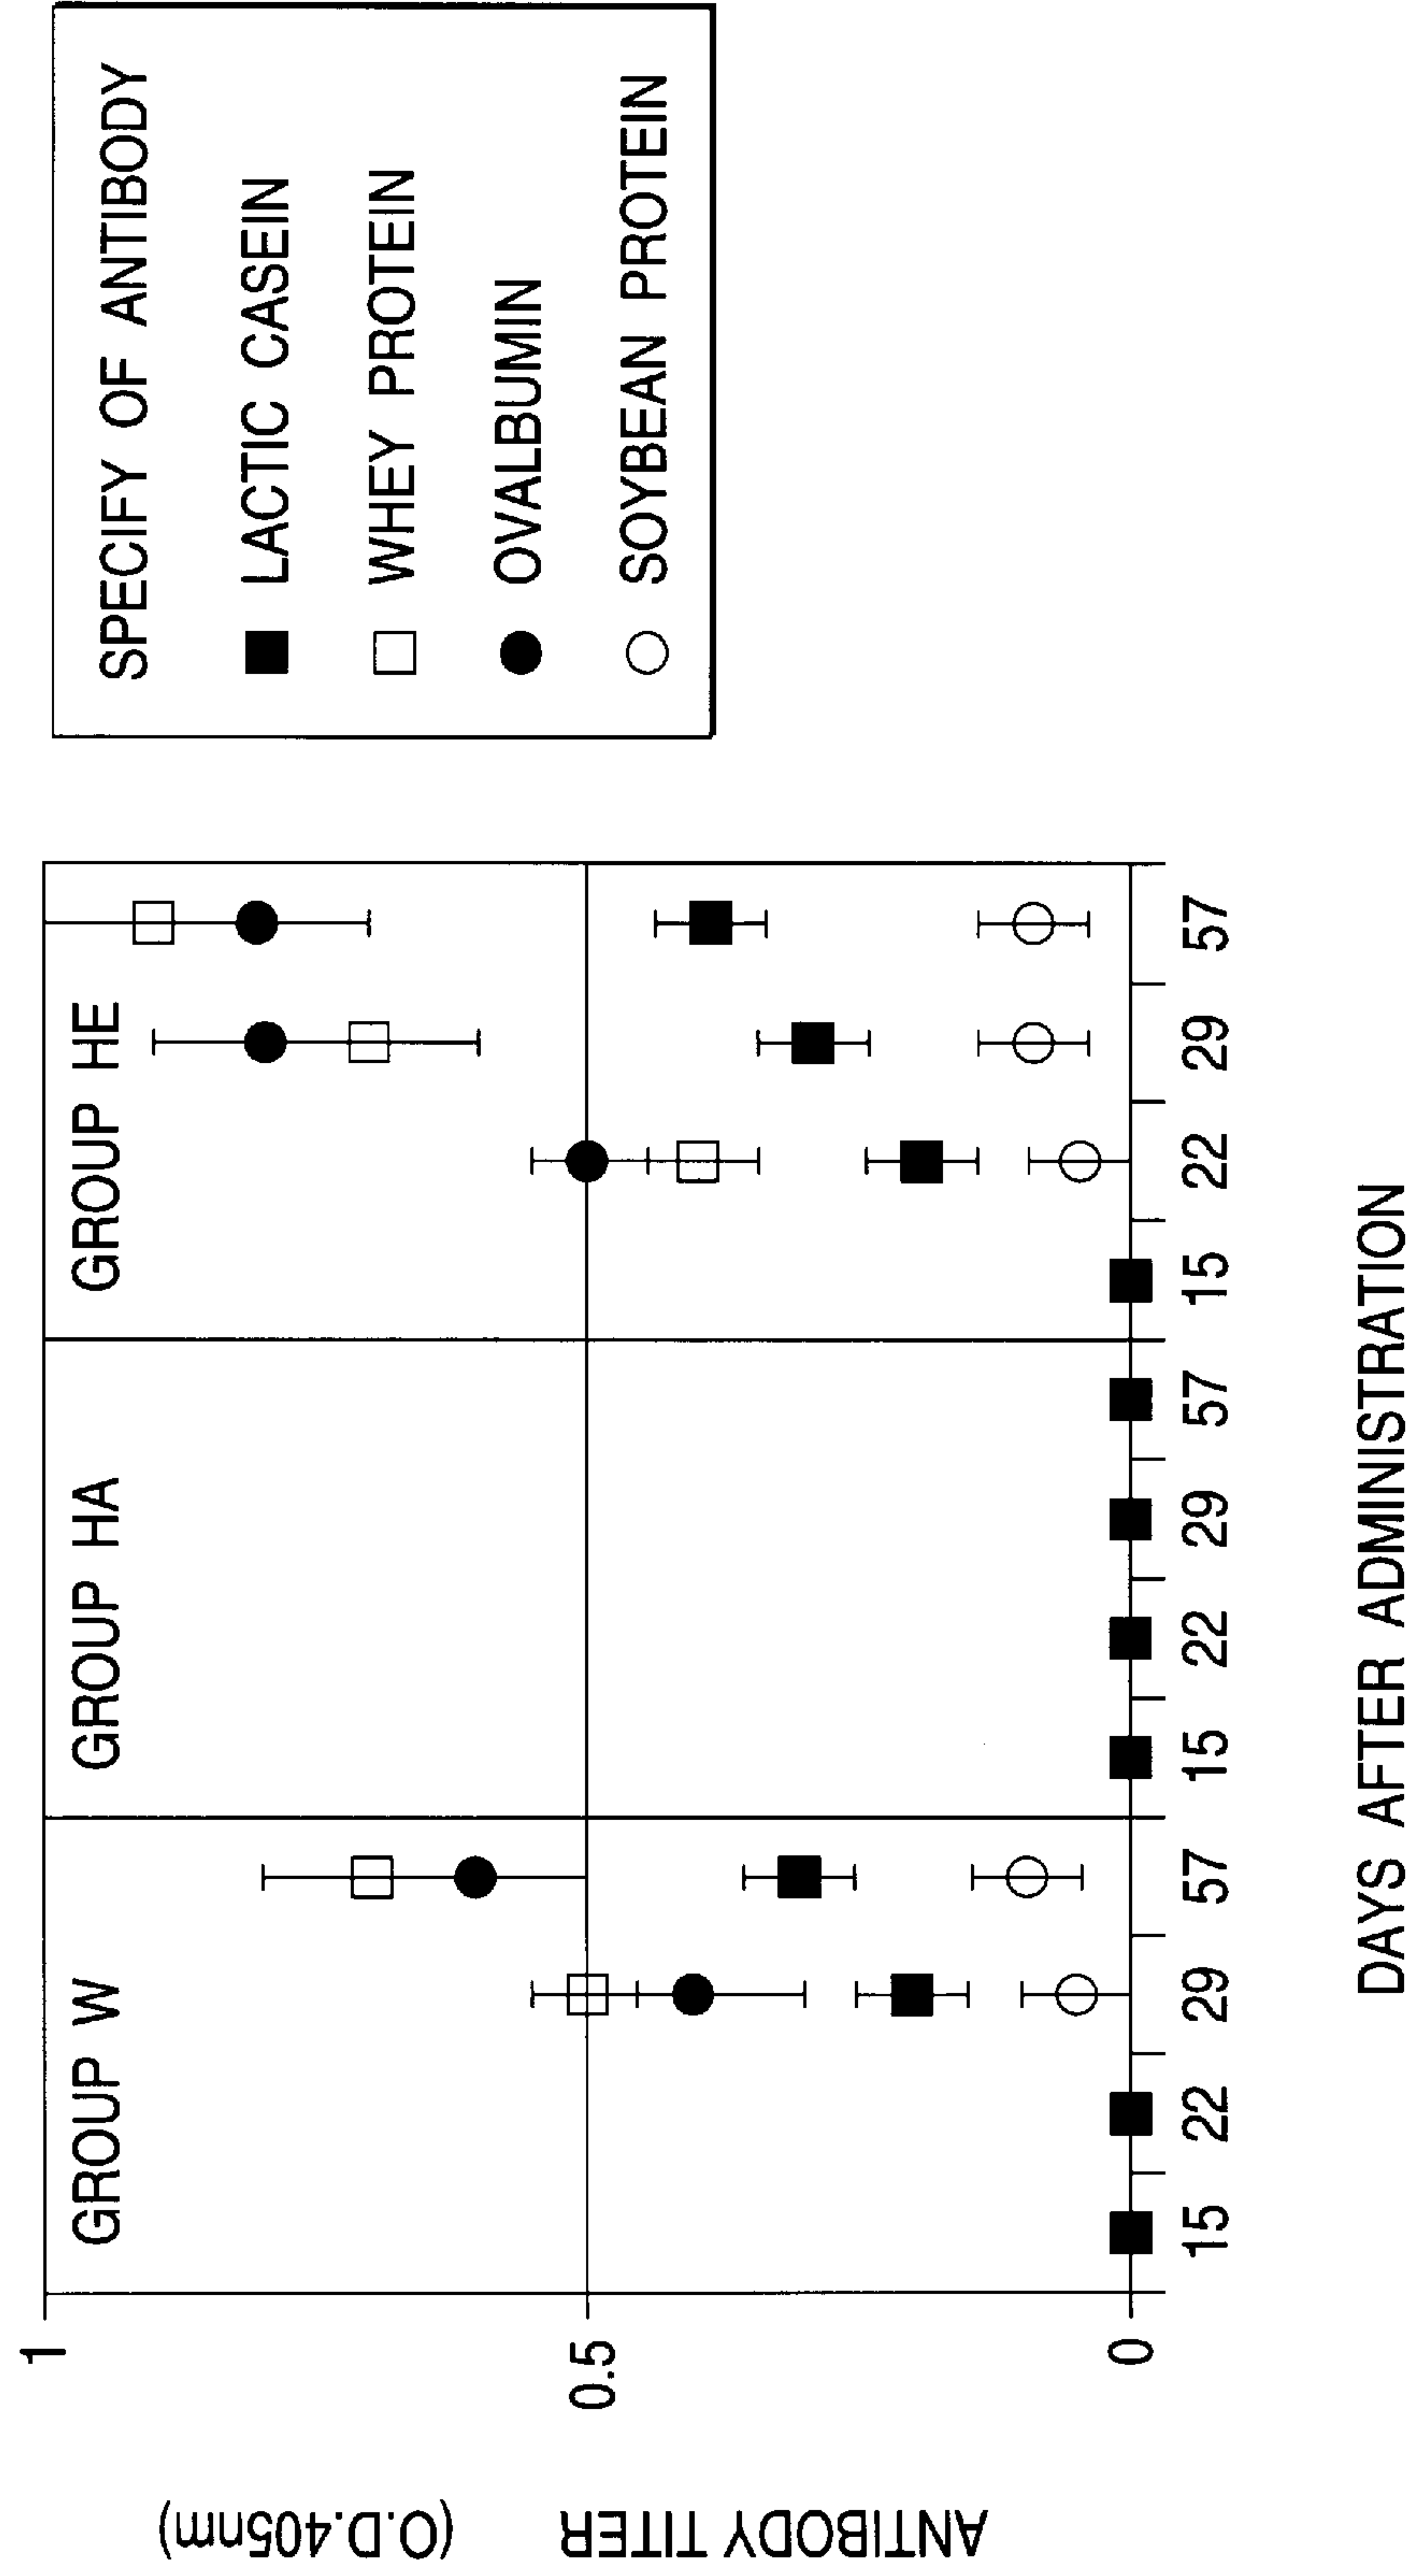 ANTIBODY TITER
(O.D.405nm)
1
0.5
0
GROUP W
GROUP HA
GROUP HE
15 22 29 57 15 22 29 57 15 22 29 57
DAYS AFTER ADMINISTRATION
SPECIFY OF ANTIBODY
LACTIC CASEIN
WHEY PROTEIN
OVALBUMIN
SOYBEAN PROTEIN